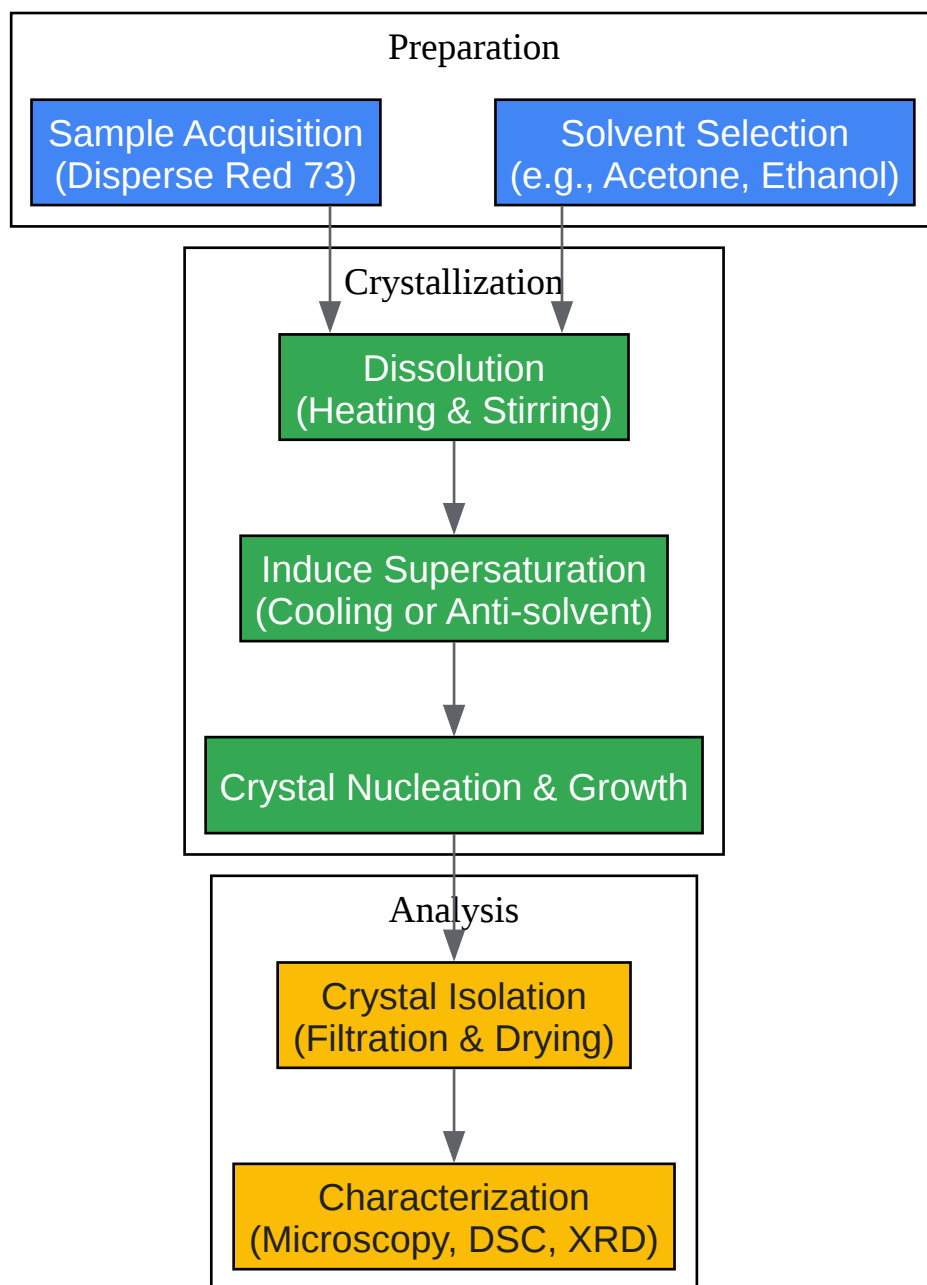 Preparation
Sample Acquisition
(Disperse Red 73)
Solvent Selection
(e.g., Acetone, Ethanol)
Crystallization
Dissolution
(Heating & Stirring)
Induce Supersaturation
(Cooling or Anti-solvent)
Crystal Nucleation & Growth
Analysis
Crystal Isolation
(Filtration & Drying)
Characterization
(Microscopy, DSC, XRD)